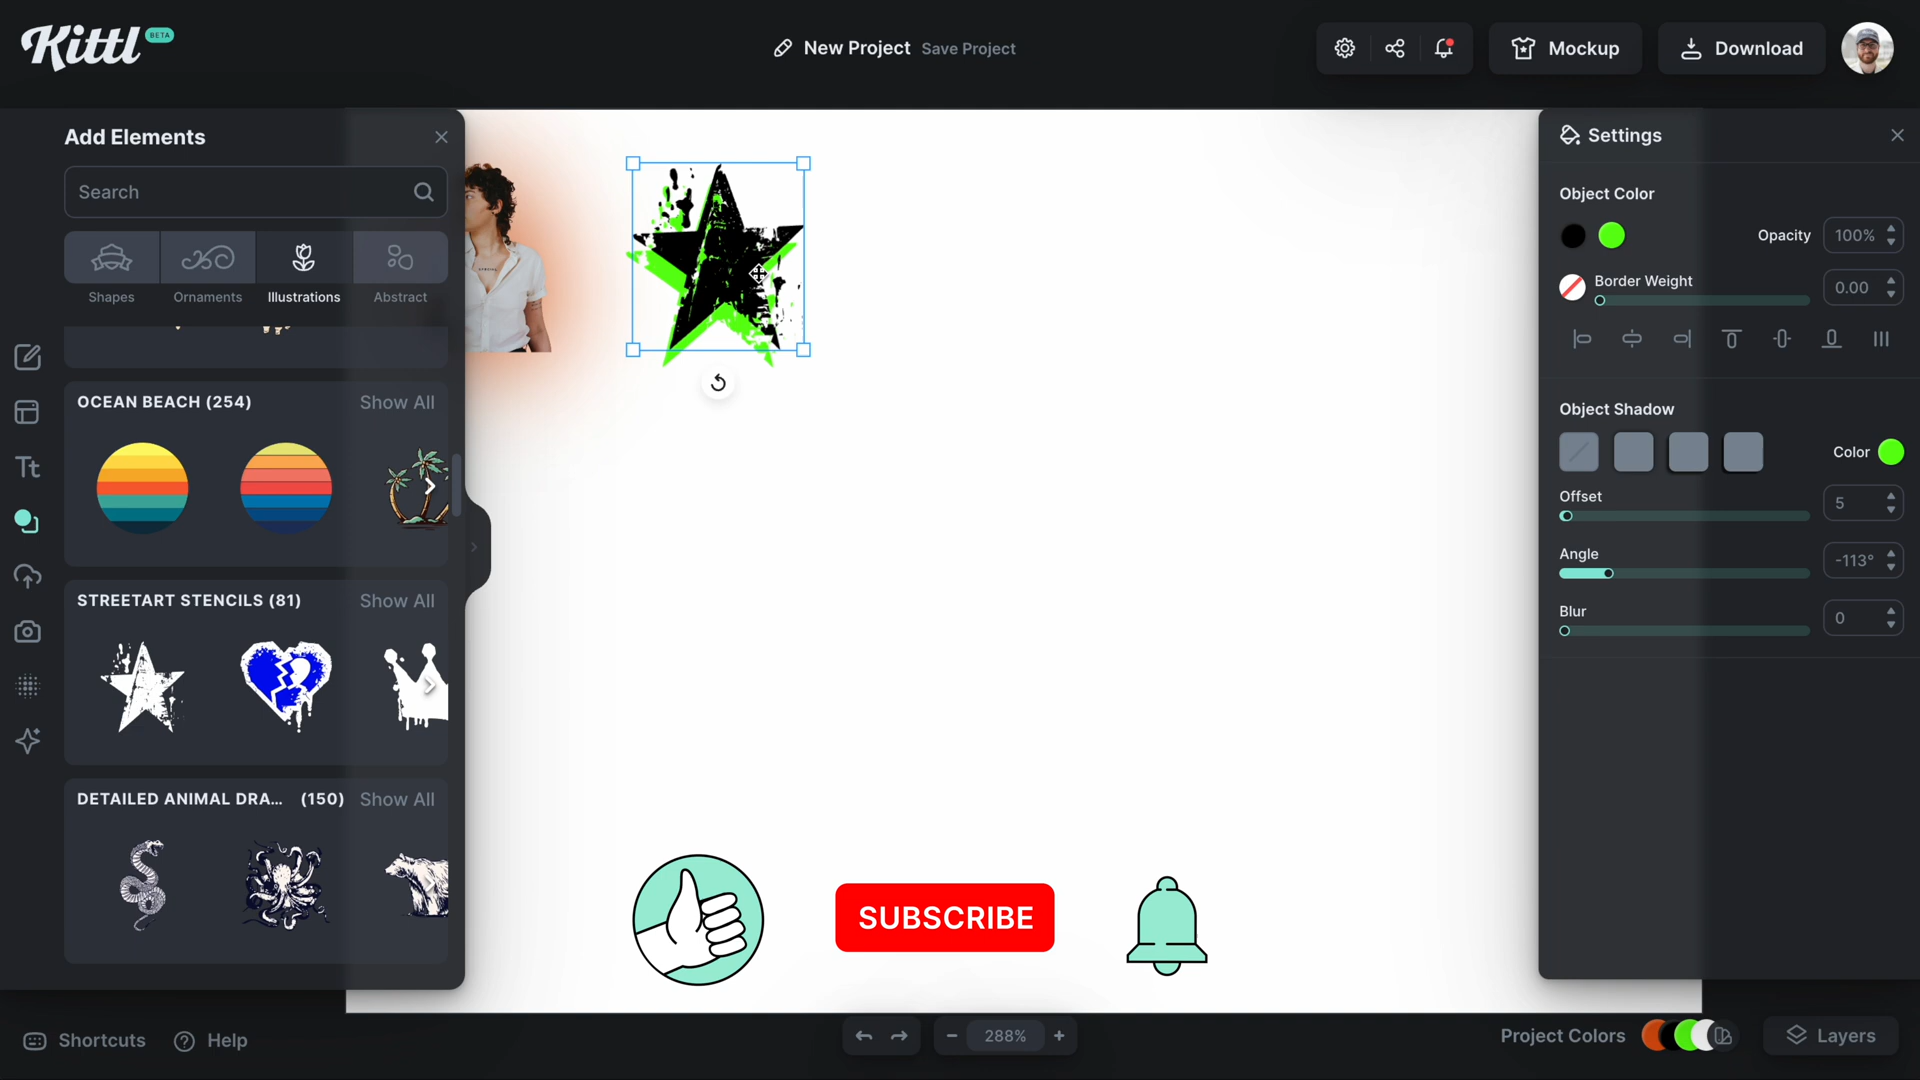 Kittl
BETA
New Project
Save Project
Mockup
Download
Add Elements
Search
Shapes
Ornaments
Illustrations
Abstract
OCEAN BEACH (254)
Show All
STREETART STENCILS (81)
Show All
DETAILED ANIMAL DRA... (150)
Show All
SUBSCRIBE
Settings
Object Color
Opacity
100%
Border Weight
0.00
Object Shadow
Color
Offset
5
Angle
-113°
Blur
0
Shortcuts
Help
288%
Project Colors
Layers